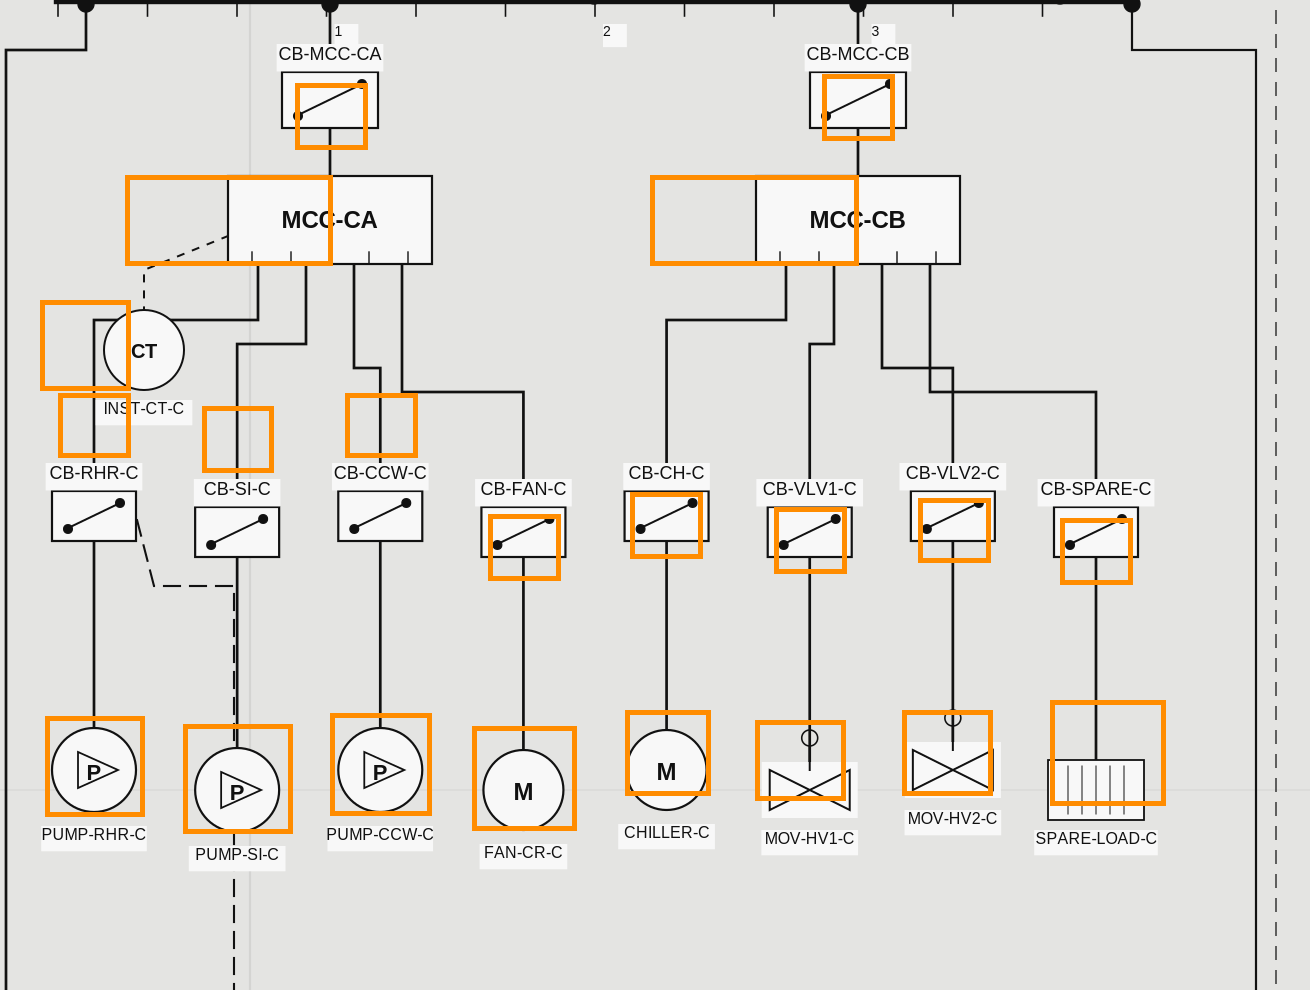 1
2
3
CB-MCC-CA
CB-MCC-CB
MCC-CA
MCC-CB
CT
INST-CT-C
CB-RHR-C
CB-SI-C
CB-CCW-C
CB-FAN-C
CB-CH-C
CB-VLV1-C
CB-VLV2-C
CB-SPARE-C
P
P
P
M
M
PUMP-RHR-C
PUMP-SI-C
PUMP-CCW-C
FAN-CR-C
CHILLER-C
MOV-HV1-C
MOV-HV2-C
SPARE-LOAD-C